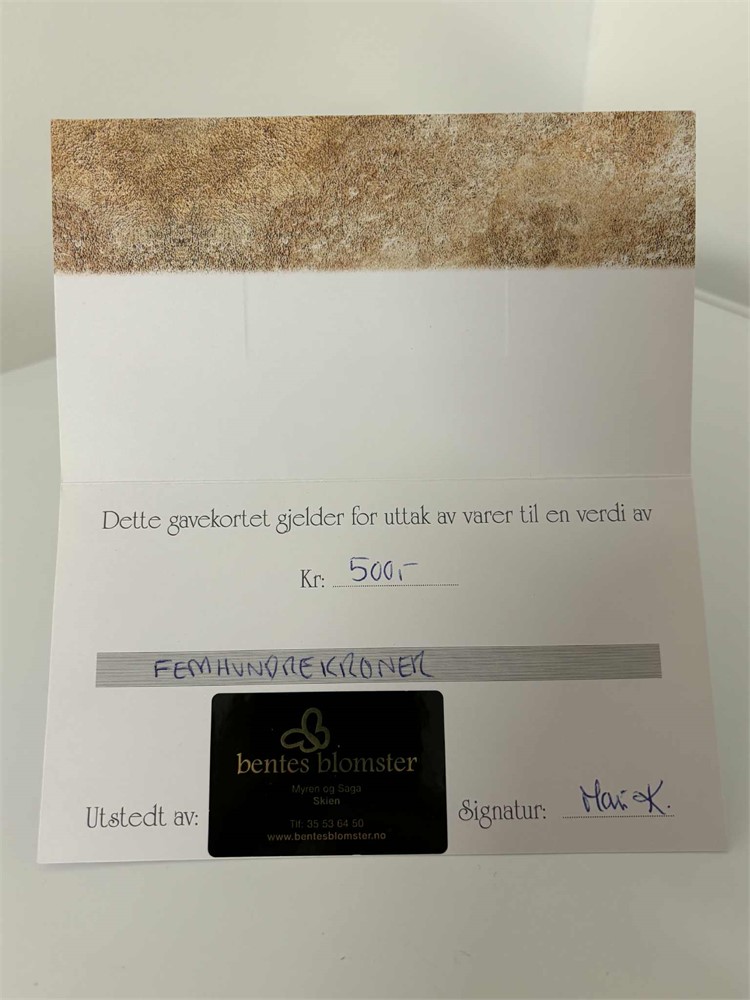 Dette gavekortet gjelder for uttak av varer til en verdi av
Kr: 500,-
FEMHUNDREKRONER
bentes blomster
Myren og Saga
Skien
Tlf: 35 53 64 50
www.bentesblomster.no
Utstedt av:
Signatur: Mari K.